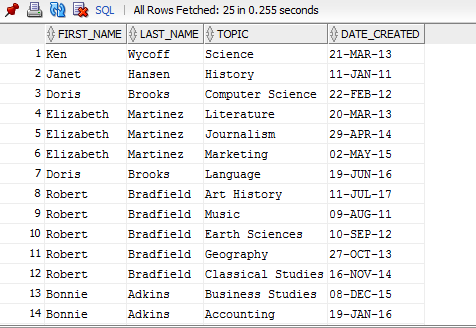 SQL | All Rows Fetched: 25 in 0.255 seconds
FIRST_NAME LAST_NAME TOPIC DATE_CREATED
1 Ken Wycoff Science 21-MAR-13
2 Janet Hansen History 11-JAN-11
3 Doris Brooks Computer Science 22-FEB-12
4 Elizabeth Martinez Literature 20-MAR-13
5 Elizabeth Martinez Journalism 29-APR-14
6 Elizabeth Martinez Marketing 02-MAY-15
7 Doris Brooks Language 19-JUN-16
8 Robert Bradfield Art History 11-JUL-17
9 Robert Bradfield Music 09-AUG-11
10 Robert Bradfield Earth Sciences 10-SEP-12
11 Robert Bradfield Geography 27-OCT-13
12 Robert Bradfield Classical Studies 16-NOV-14
13 Bonnie Adkins Business Studies 08-DEC-15
14 Bonnie Adkins Accounting 19-JAN-16